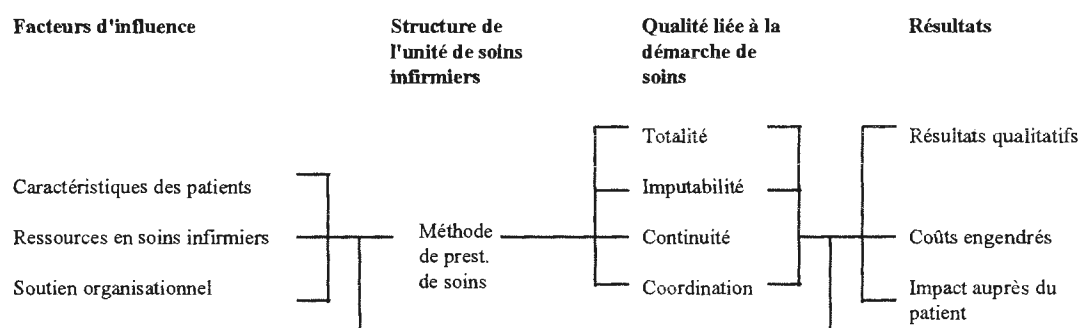 Facteurs d'influence
Structure de
l'unité de soins
infirmiers
Qualité liée à la
démarche de
soins
Résultats
Caractéristiques des patients
Ressources en soins infirmiers
Soutien organisationnel
Méthode
de prest.
de soins
Totalité
Imputabilité
Continuité
Coordination
Résultats qualitatifs
Coûts engendrés
Impact auprès du
patient